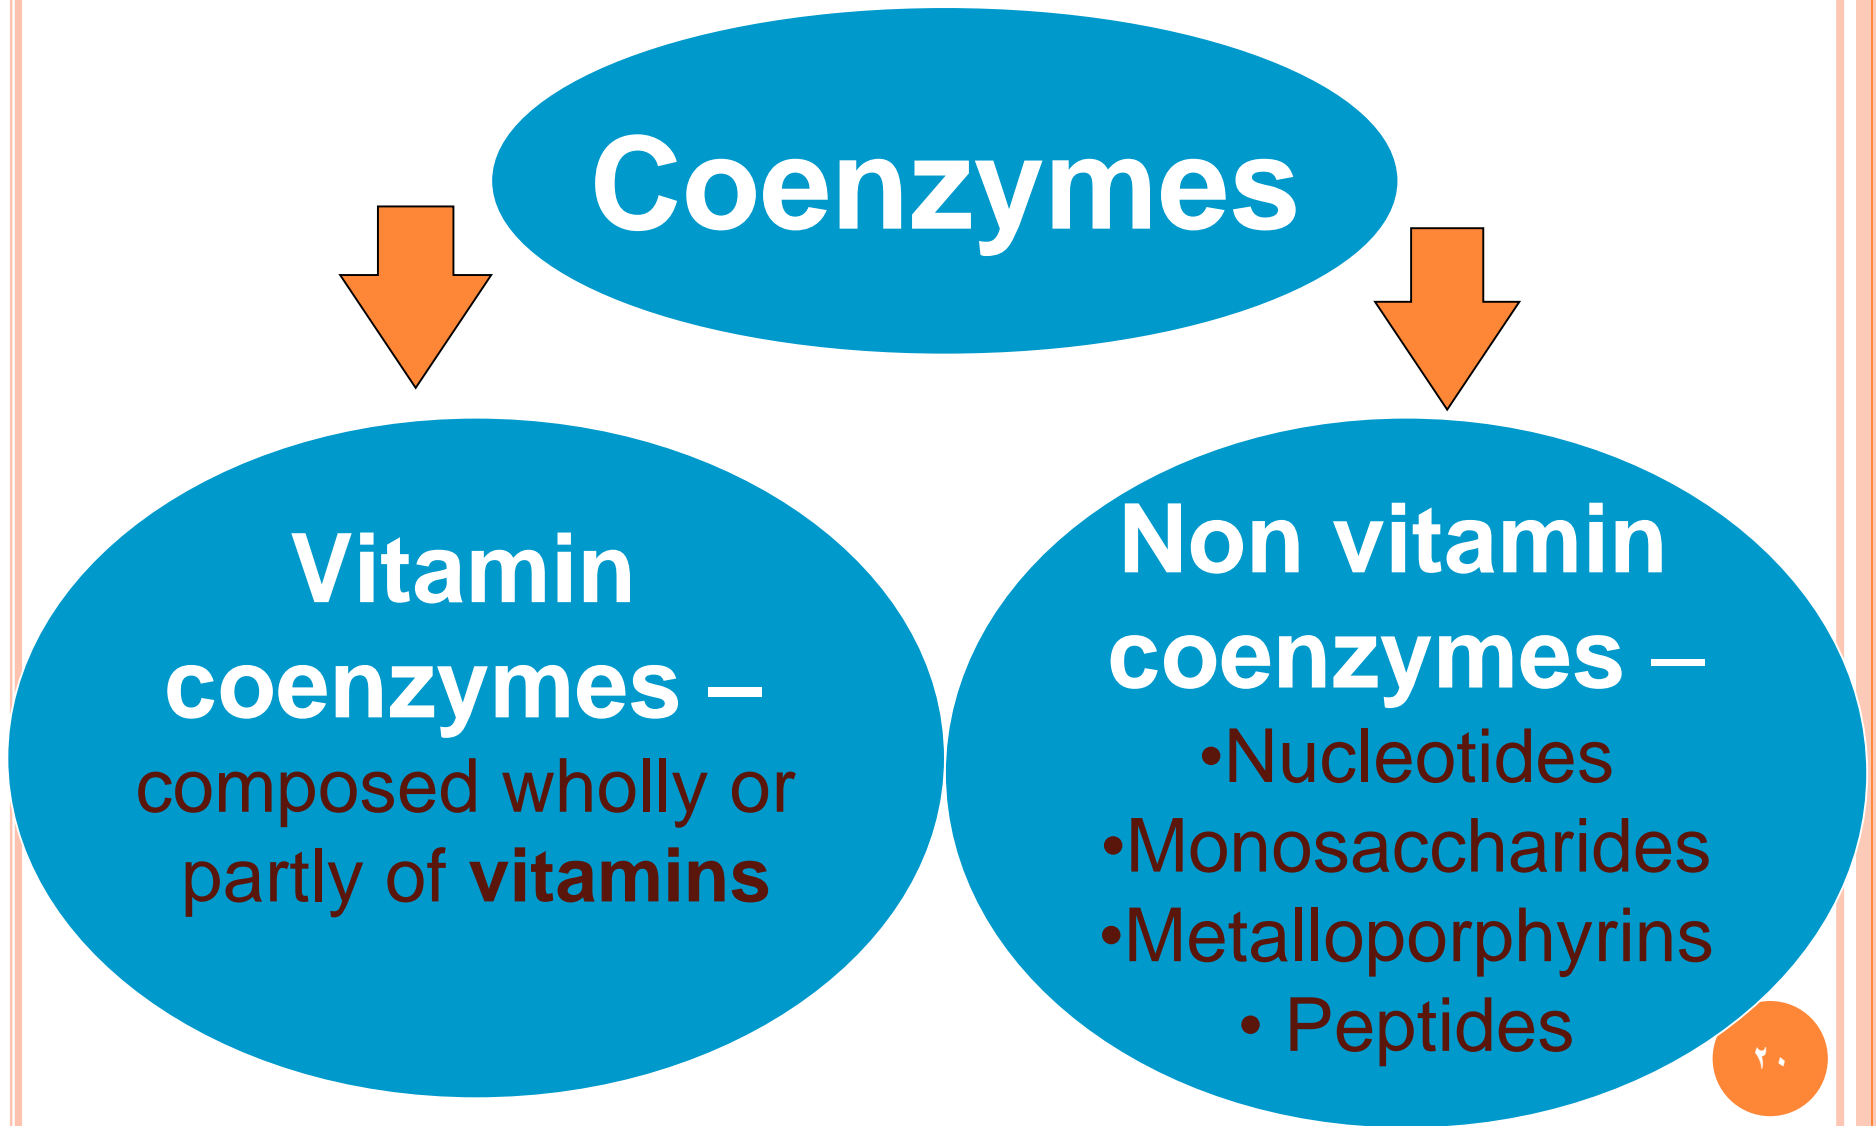 Coenzymes
Vitamin
coenzymes –
composed wholly or
partly of vitamins
Non vitamin
coenzymes –
•Nucleotides
•Monosaccharides
•Metalloporphyrins
• Peptides
٢٠